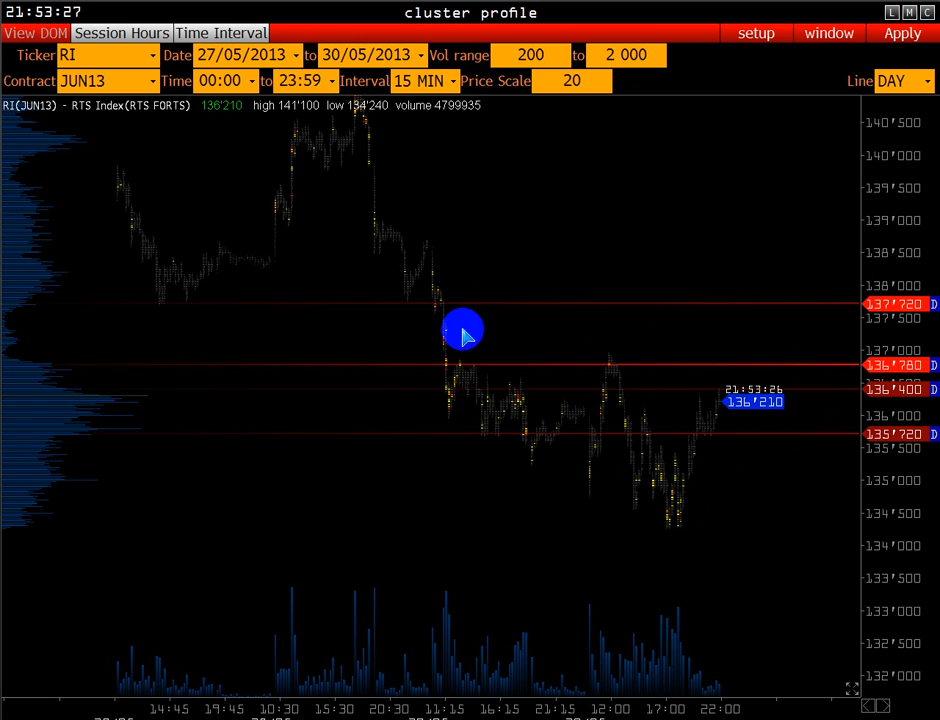 21:53:27 cluster profile L M C
View DOM Session Hours Time Interval setup window Apply
Ticker RI Date 27/05/2013 to 30/05/2013 Vol range 200 to 2 000
Contract JUN13 Time 00:00 to 23:59 Interval 15 MIN Price Scale 20 Line DAY
RI(JUN13) - RTS Index(RTS FORTS) 136'210 high 141'100 low 134'240 volume 4799935
140'500
140'000
139'500
139'000
138'500
138'000
137'720 D
137'500
137'000
136'780 D
21:53:26
136'400 D
136'210
136'000
135'720 D
135'500
135'000
134'500
134'000
133'500
133'000
132'500
132'000
14:45 19:45 10:30 15:30 20:30 11:15 16:15 21:15 12:00 17:00 22:00